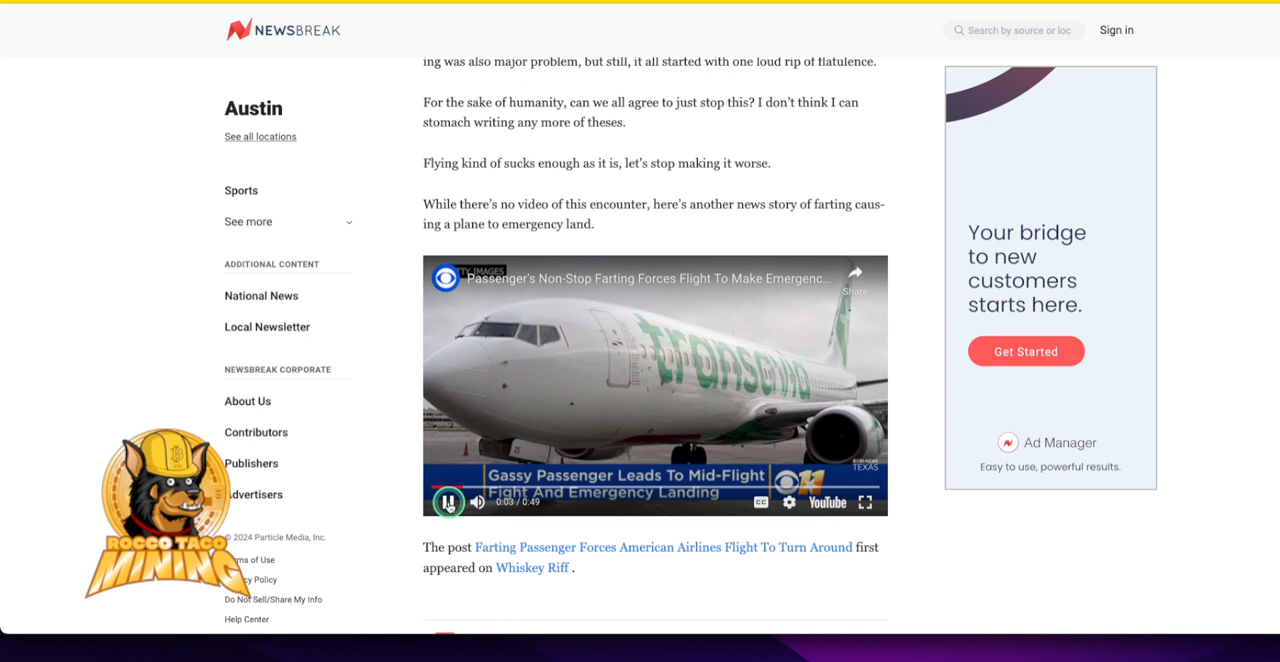 NEWSBREAK
Search by source or loc
Sign in
Austin
See all locations
Sports
See more
ADDITIONAL CONTENT
National News
Local Newsletter
NEWSBREAK CORPORATE
About Us
Contributors
Publishers
dvertisers
© 2024 Particle Media, Inc.
ms of Use
cy Policy
Do Not Sell/Share My Info
Help Center
ROCCO TACO
MINING
ing was also major problem, but still, it all started with one loud rip of flatulence.
For the sake of humanity, can we all agree to just stop this? I don't think I can
stomach writing any more of theses.
Flying kind of sucks enough as it is, let's stop making it worse.
While there's no video of this encounter, here's another news story of farting caus-
ing a plane to emergency land.
TY IMAGES
Passenger's Non-Stop Farting Forces Flight To Make Emergenc...
Share
transavia
CBS NEWS
TEXAS
Gassy Passenger Leads To Mid-Flight
Fight And Emergency Landing
11
0:03 / 0:49
CC
YouTube
The post Farting Passenger Forces American Airlines Flight To Turn Around first
appeared on Whiskey Riff .
Your bridge
to new
customers
starts here.
Get Started
Ad Manager
Easy to use, powerful results.